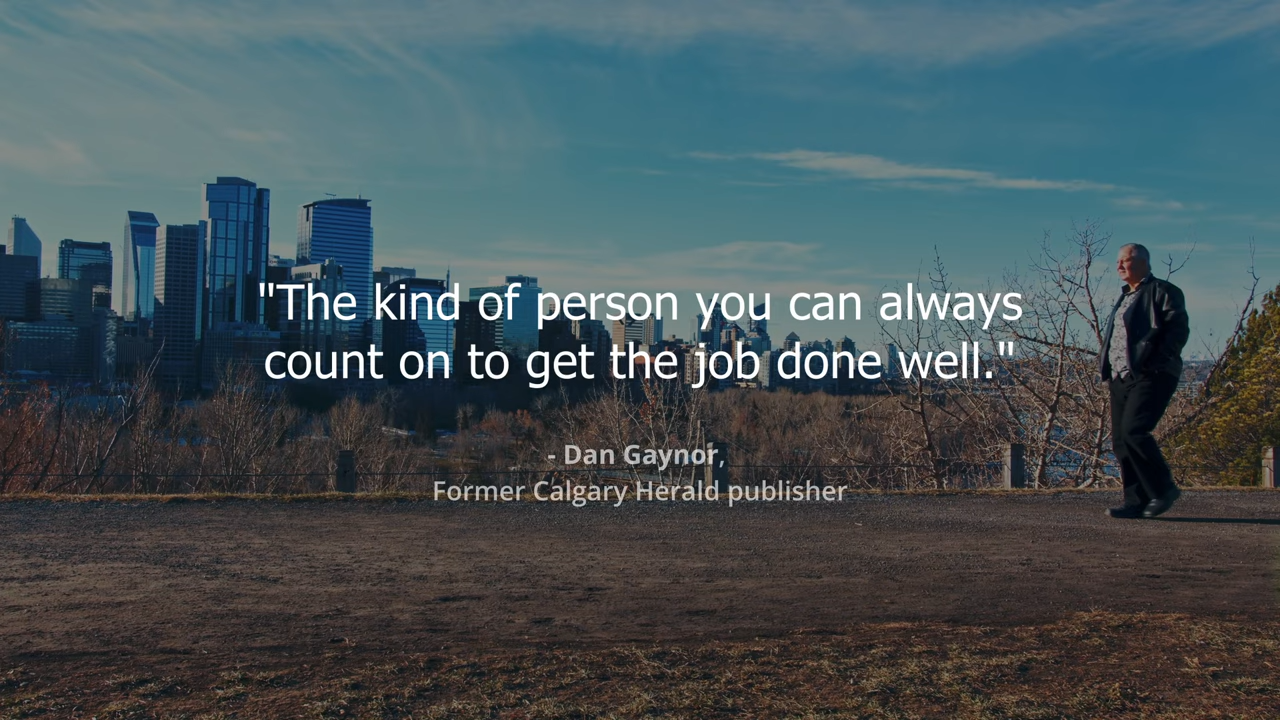 "The kind of person you can always
count on to get the job done well."
- Dan Gaynor,
Former Calgary Herald publisher